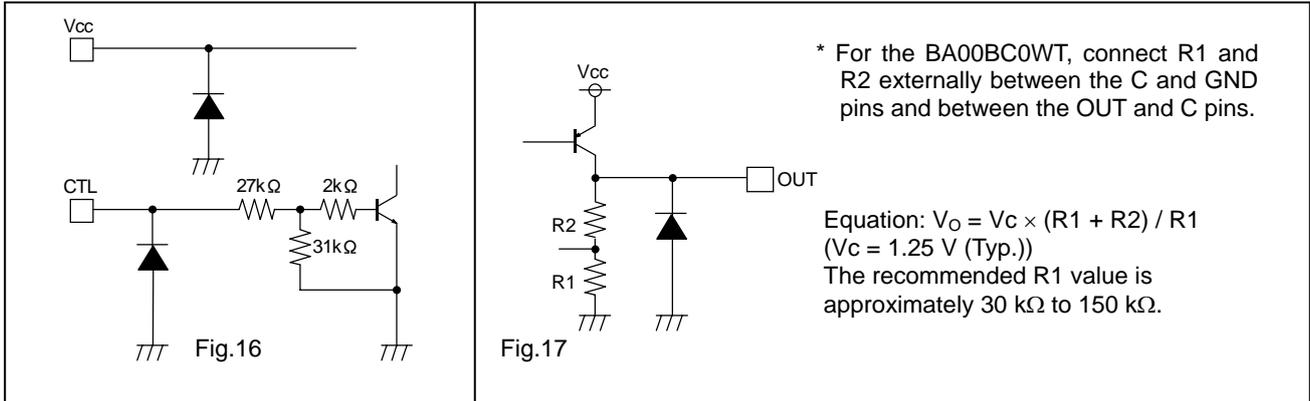 Vcc
CTL
27kΩ
2kΩ
31kΩ
Fig.16
Vcc
OUT
R2
R1
Fig.17
* For the BA00BC0WT, connect R1 and
R2 externally between the C and GND
pins and between the OUT and C pins.
Equation: VO = Vc × (R1 + R2) / R1
(Vc = 1.25 V (Typ.))
The recommended R1 value is
approximately 30 kΩ to 150 kΩ.